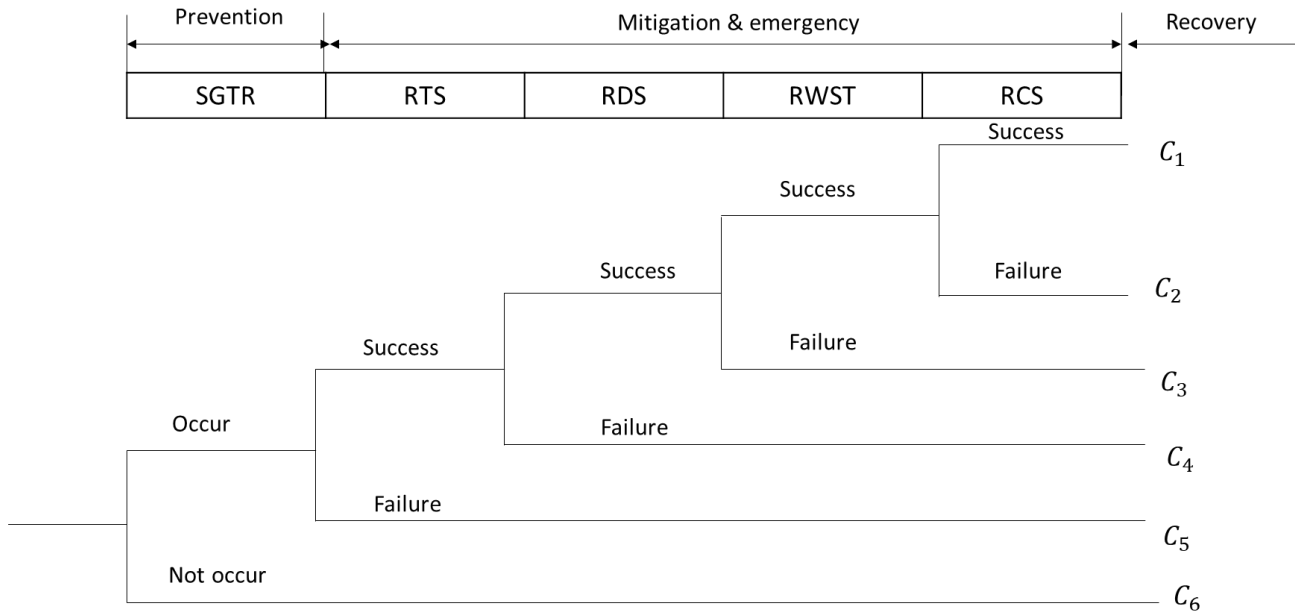 Prevention
Mitigation & emergency
Recovery
SGTR
RTS
RDS
RWST
RCS
Success
C₁
Success
Failure
C₂
Success
Failure
C₃
Success
Failure
C₄
Occur
Failure
C₅
Not occur
C₆